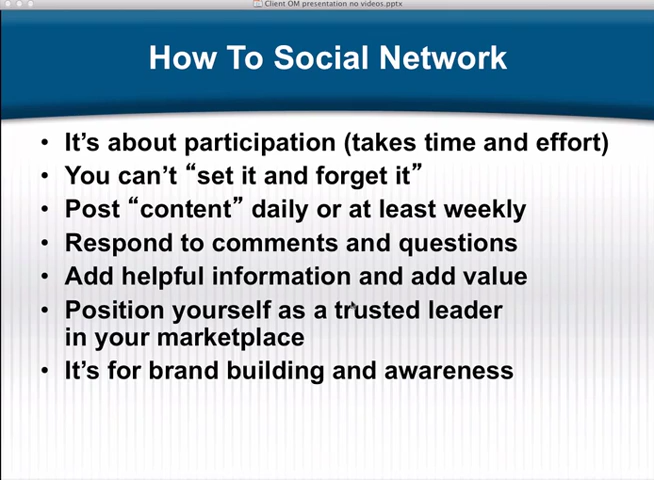 Client OM presentation no videos.pptx
How To Social Network
• It’s about participation (takes time and effort)
• You can’t “set it and forget it”
• Post “content” daily or at least weekly
• Respond to comments and questions
• Add helpful information and add value
• Position yourself as a trusted leader
in your marketplace
• It’s for brand building and awareness